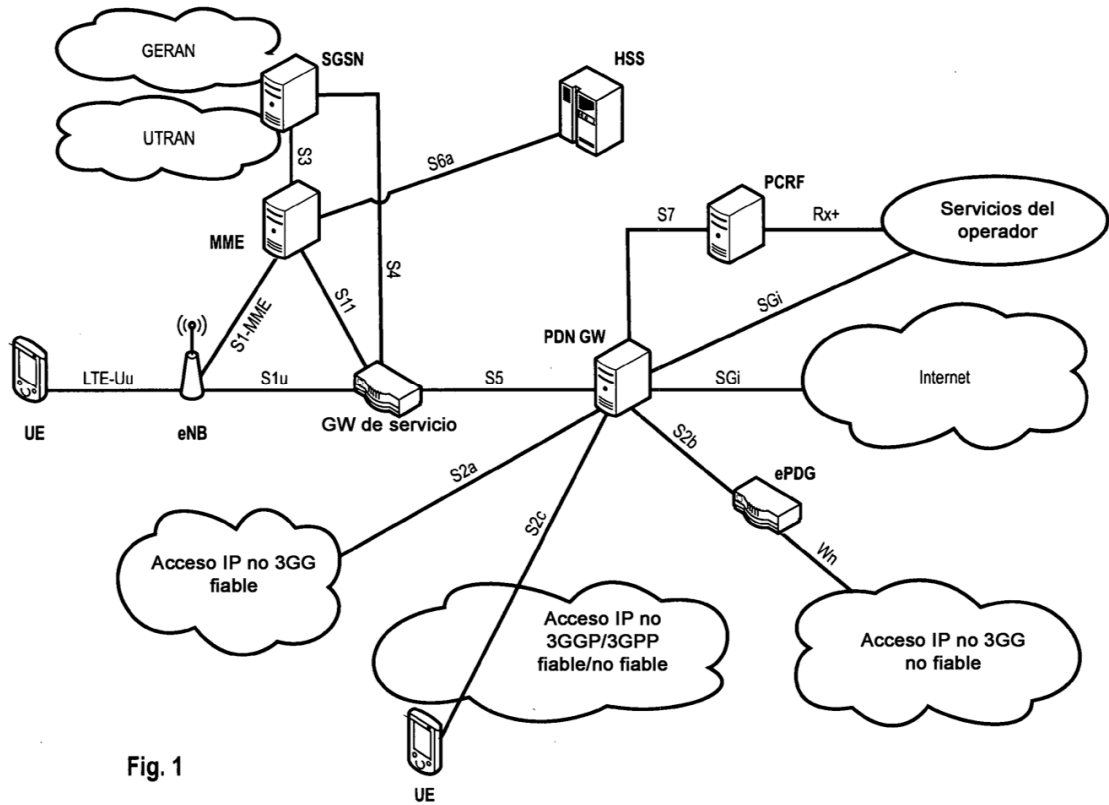 GERAN
SGSN
HSS
UTRAN
S3
S6a
PCRF
S7
Rx+
Servicios del
operador
MME
S4
S11
S1-MME
SGi
PDN GW
LTE-Uu
S1u
S5
SGi
Internet
UE
eNB
GW de servicio
S2b
ePDG
S2a
S2c
Wn
Acceso IP no 3GG
fiable
Acceso IP no
3GGP/3GPP
fiable/no fiable
Acceso IP no 3GG
no fiable
Fig. 1
UE